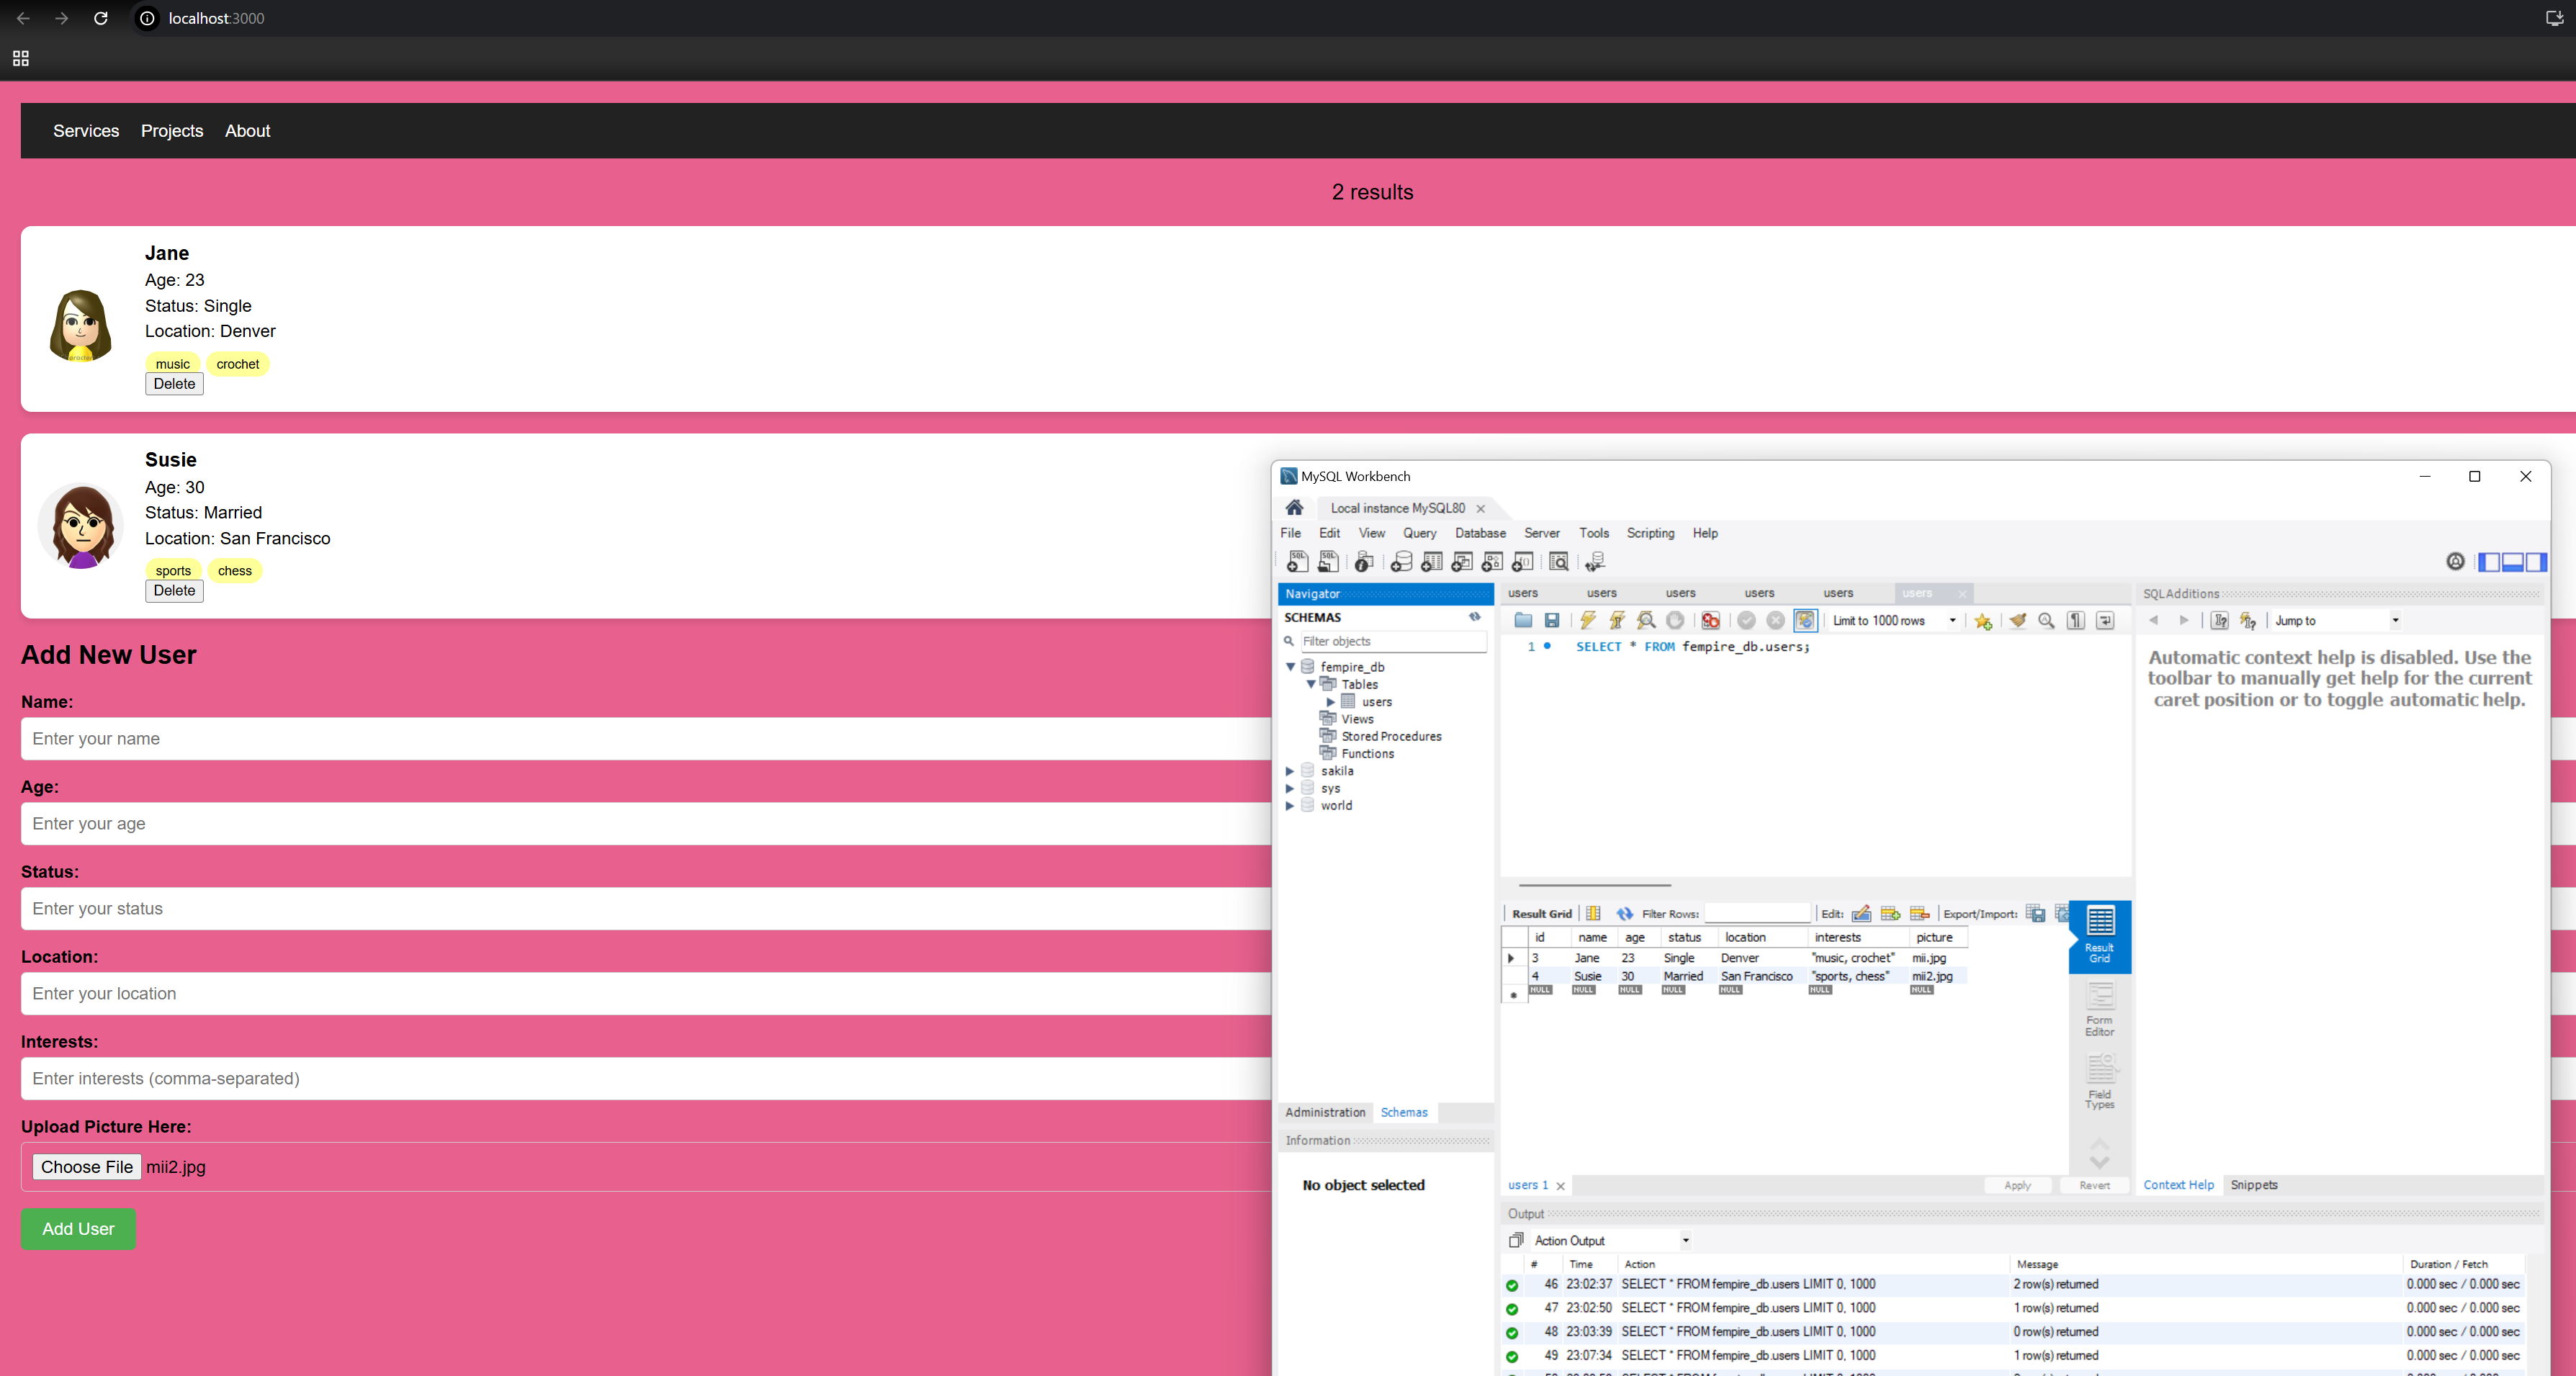 localhost:3000
Services Projects About
2 results
Jane
Age: 23
Status: Single
Location: Denver
music crochet
Delete
Susie
Age: 30
Status: Married
Location: San Francisco
sports chess
Delete
Add New User
Name:
Enter your name
Age:
Enter your age
Status:
Enter your status
Location:
Enter your location
Interests:
Enter interests (comma-separated)
Upload Picture Here:
Choose File mii2.jpg
Add User
MySQL Workbench
Local instance MySQL80
File Edit View Query Database Server Tools Scripting Help
Navigator
SCHEMAS
Filter objects
fempire_db
Tables
users
Views
Stored Procedures
Functions
sakila
sys
world
Administration Schemas
Information
No object selected
users users users users users users
Limit to 1000 rows
1 SELECT * FROM fempire_db.users;
Result Grid Filter Rows: Edit: Export/Import:
id name age status location interests picture
3 Jane 23 Single Denver "music, crochet" mii.jpg
4 Susie 30 Married San Francisco "sports, chess" mii2.jpg
NULL NULL NULL NULL NULL NULL NULL
Result
Grid
Form
Editor
Field
Types
users 1 Apply Revert
SQLAdditions
Jump to
Automatic context help is disabled. Use the
toolbar to manually get help for the current
caret position or to toggle automatic help.
Context Help Snippets
Output
Action Output
# Time Action Message Duration / Fetch
46 23:02:37 SELECT * FROM fempire_db.users LIMIT 0, 1000 2 row(s) returned 0.000 sec / 0.000 sec
47 23:02:50 SELECT * FROM fempire_db.users LIMIT 0, 1000 1 row(s) returned 0.000 sec / 0.000 sec
48 23:03:39 SELECT * FROM fempire_db.users LIMIT 0, 1000 0 row(s) returned 0.000 sec / 0.000 sec
49 23:07:34 SELECT * FROM fempire_db.users LIMIT 0, 1000 1 row(s) returned 0.000 sec / 0.000 sec